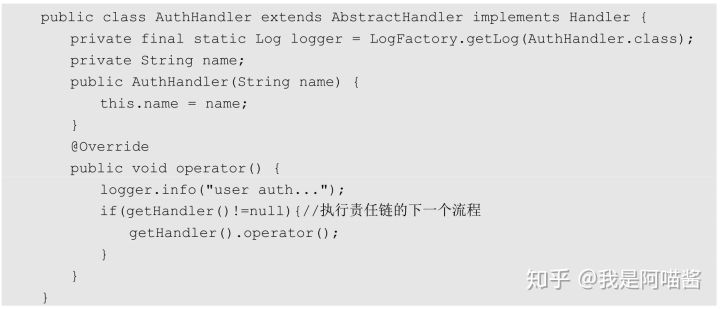 public class AuthHandler extends AbstractHandler implements Handler {
    private final static Log logger = LogFactory.getLog(AuthHandler.class);
    private String name;
    public AuthHandler(String name) {
        this.name = name;
    }
    @Override
    public void operator() {
        logger.info("user auth...");
        if(getHandler()!=null){//执行责任链的下一个流程
            getHandler().operator();
        }
    }
}
知乎 @我是阿喵酱